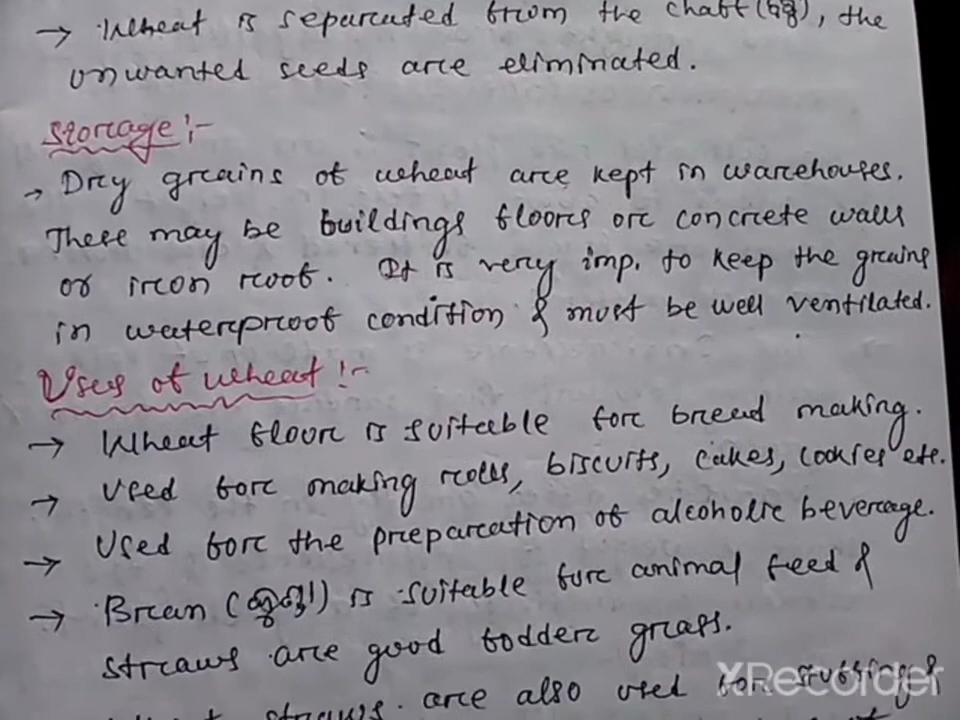 → Wheat is separated from the chaff (ଚଷୁ), the
unwanted seeds are eliminated.
Storage :-
→ Dry grains of wheat are kept in warehouses.
These may be buildings floors or concrete walls
or iron roof. It is very imp. to keep the grains
in waterproof condition & must be well ventilated.
Uses of wheat :-
→ Wheat floor is suitable for bread making.
→ Used for making rolls, biscuits, cakes, cookies etc.
→ Used for the preparation of alcoholic beverage.
→ Bran () is suitable for animal feed &
straws are good fodder grass.
straws are also used for stuffing &
XRecorder